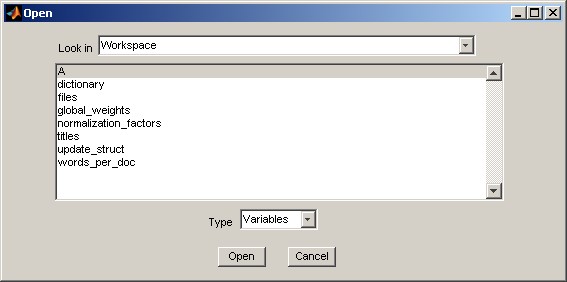 Open
Look in Workspace
A
dictionary
files
global_weights
normalization_factors
titles
update_struct
words_per_doc
Type Variables
Open Cancel